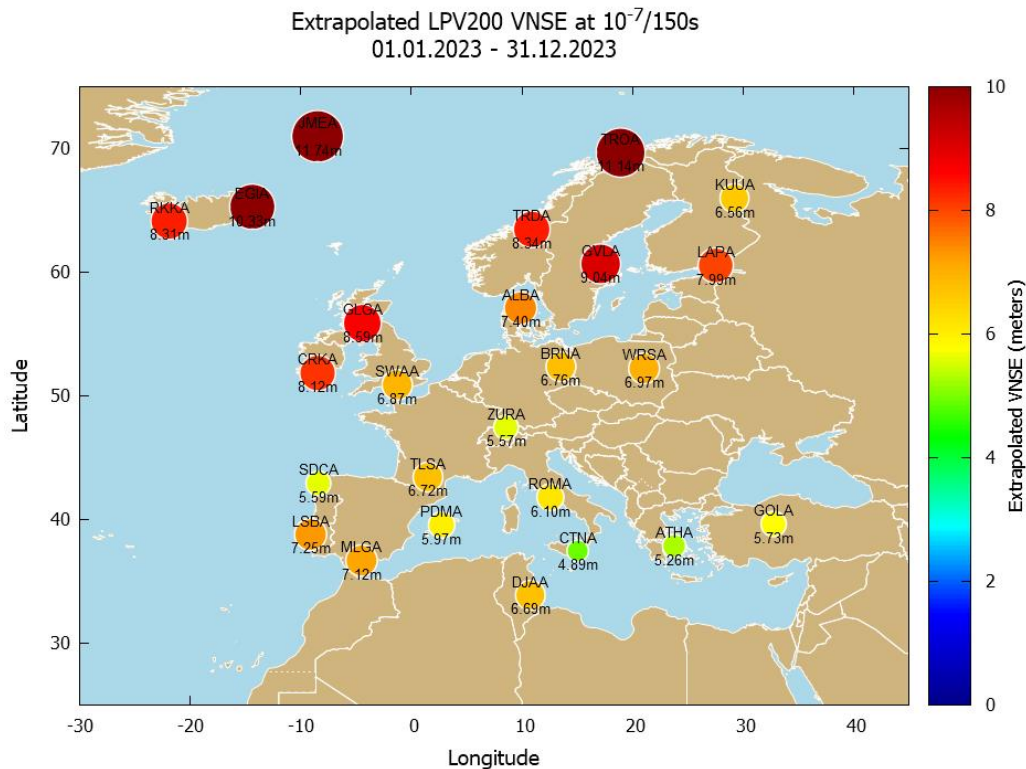 Extrapolated LPV200 VNSE at 10⁻⁷/150s
01.01.2023 - 31.12.2023
JMEA
11.74m
TROA
11.14m
EGIA
10.33m
RKKA
8.31m
KUUA
6.56m
TRDA
8.34m
GVLA
9.04m
LAPA
7.99m
ALBA
7.40m
GLGA
8.59m
CRKA
8.12m
SWAA
6.87m
BRNA
6.76m
WRSA
6.97m
ZURA
5.57m
SDCA
5.59m
TLSA
6.72m
ROMA
6.10m
LSBA
7.25m
PDMA
5.97m
MLGA
7.12m
CTNA
4.89m
ATHA
5.26m
GOLA
5.73m
DJAA
6.69m
70
60
50
40
30
Latitude
-30 -20 -10 0 10 20 30 40
Longitude
10
8
6
4
2
0
Extrapolated VNSE (meters)